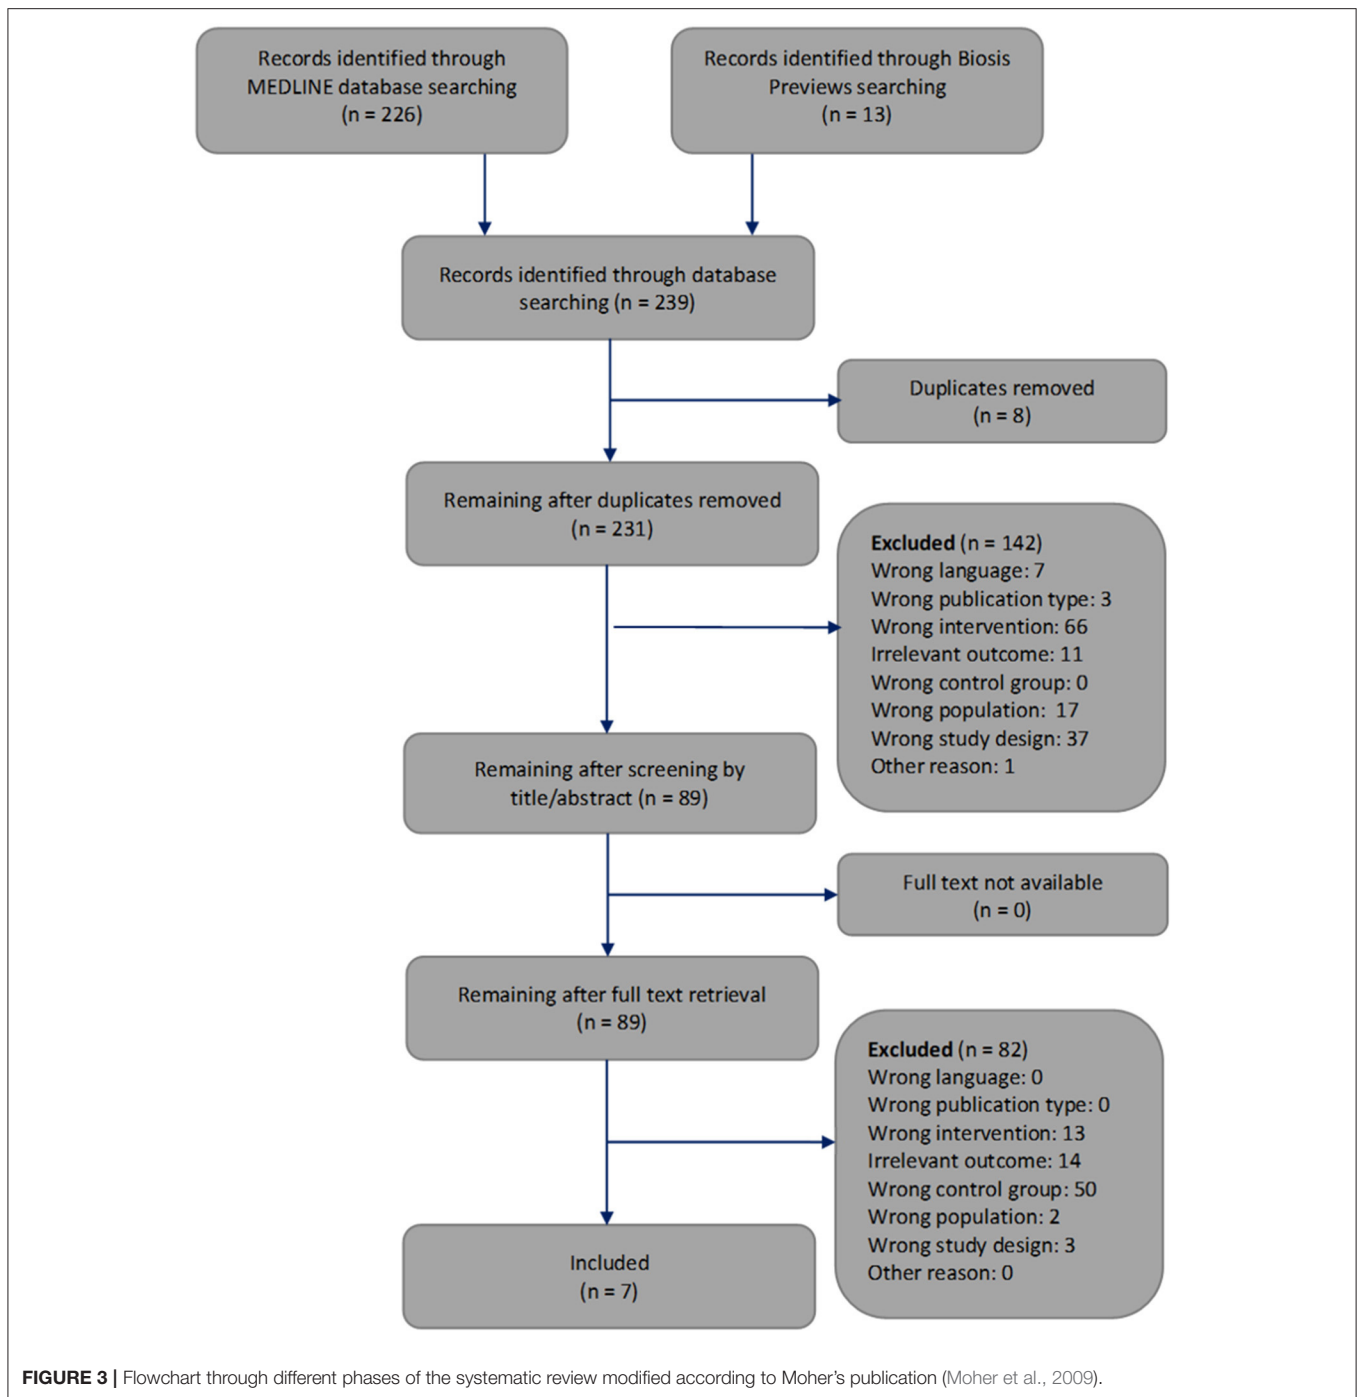 Records identified through
MEDLINE database searching
(n = 226)
Records identified through Biosis
Previews searching
(n = 13)
Records identified through database
searching (n = 239)
Duplicates removed
(n = 8)
Remaining after duplicates removed
(n = 231)
Excluded (n = 142)
Wrong language: 7
Wrong publication type: 3
Wrong intervention: 66
Irrelevant outcome: 11
Wrong control group: 0
Wrong population: 17
Wrong study design: 37
Other reason: 1
Remaining after screening by
title/abstract (n = 89)
Full text not available
(n = 0)
Remaining after full text retrieval
(n = 89)
Excluded (n = 82)
Wrong language: 0
Wrong publication type: 0
Wrong intervention: 13
Irrelevant outcome: 14
Wrong control group: 50
Wrong population: 2
Wrong study design: 3
Other reason: 0
Included
(n = 7)
FIGURE 3 | Flowchart through different phases of the systematic review modified according to Moher's publication (Moher et al., 2009).